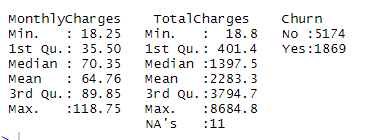 MonthlyCharges TotalCharges Churn
Min. : 18.25 Min. : 18.8 No :5174
1st Qu.: 35.50 1st Qu.: 401.4 Yes:1869
Median : 70.35 Median :1397.5
Mean : 64.76 Mean :2283.3
3rd Qu.: 89.85 3rd Qu.:3794.7
Max. :118.75 Max. :8684.8
NA's :11
>